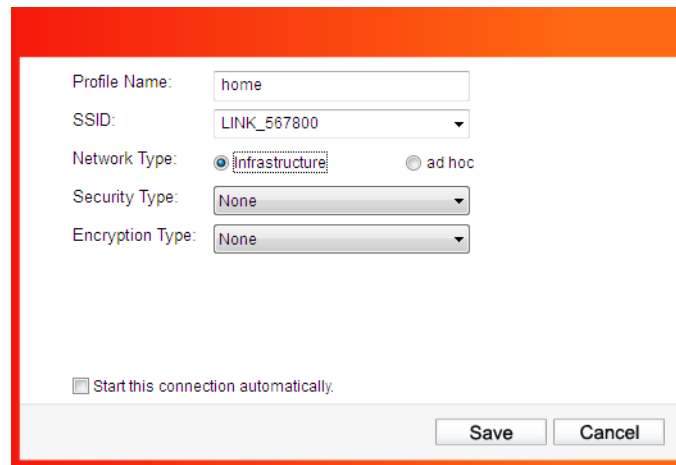 Profile Name: home
SSID: LINK_567800
Network Type: Infrastructure ad hoc
Security Type: None
Encryption Type: None
Start this connection automatically.
Save Cancel